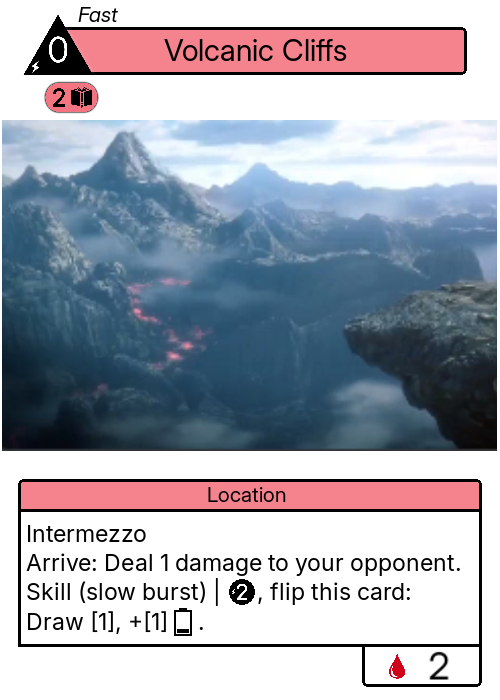 Fast
0
Volcanic Cliffs
2
Location
Intermezzo
Arrive: Deal 1 damage to your opponent.
Skill (slow burst) | 2, flip this card:
Draw [1], +[1] .
2